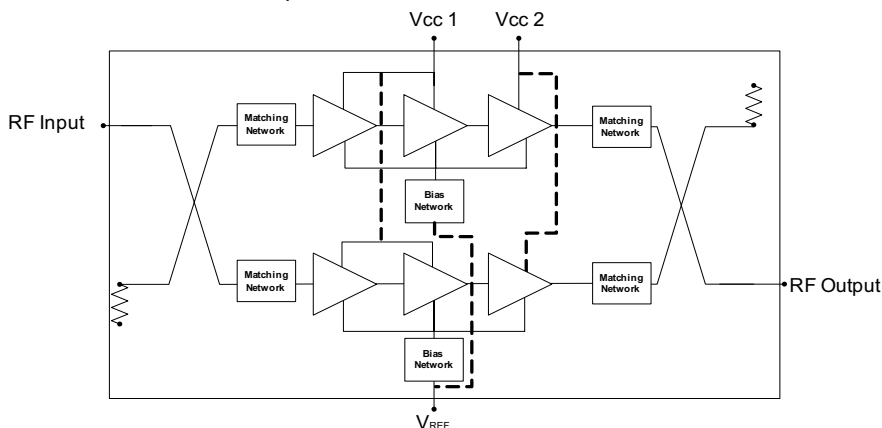 Vcc 1
Vcc 2
RF Input
Matching
Network
Matching
Network
Bias
Network
Matching
Network
Matching
Network
RF Output
Bias
Network
VREF